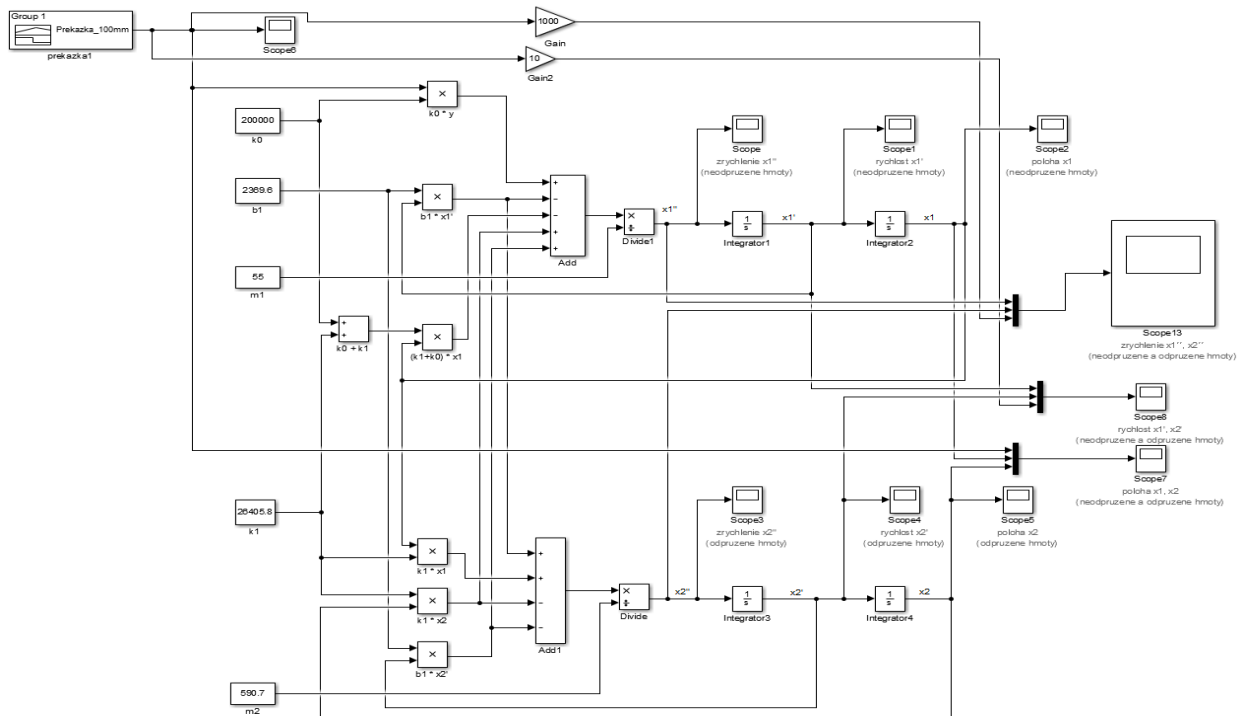 Group 1
Prekazka_100mm
prekazka1
Scope6
1000
Gain
10
Gain2
×
k0 * y
200000
k0
2369.6
b1
×
b1 * x1'
55
m1
+
+
k0 + k1
×
(k1+k0) * x1
+
−
−
+
+
Add
×
÷
Divide1
x1''
Scope
zrychlenie x1''
(neodpruzene hmoty)
1
s
Integrator1
x1'
Scope1
rychlost x1'
(neodpruzene hmoty)
1
s
Integrator2
x1
Scope2
poloha x1
(neodpruzene hmoty)
Scope13
zrychlenie x1'', x2''
(neodpruzene a odpruzene hmoty)
Scope8
rychlost x1', x2'
(neodpruzene a odpruzene hmoty)
Scope7
poloha x1, x2
(neodpruzene a odpruzene hmoty)
26405.8
k1
×
k1 * x1
×
k1 * x2
×
b1 * x2'
590.7
m2
+
+
−
−
Add1
×
÷
Divide
x2''
Scope3
zrychlenie x2''
(odpruzene hmoty)
1
s
Integrator3
x2'
Scope4
rychlost x2'
(odpruzene hmoty)
1
s
Integrator4
x2
Scope5
poloha x2
(odpruzene hmoty)